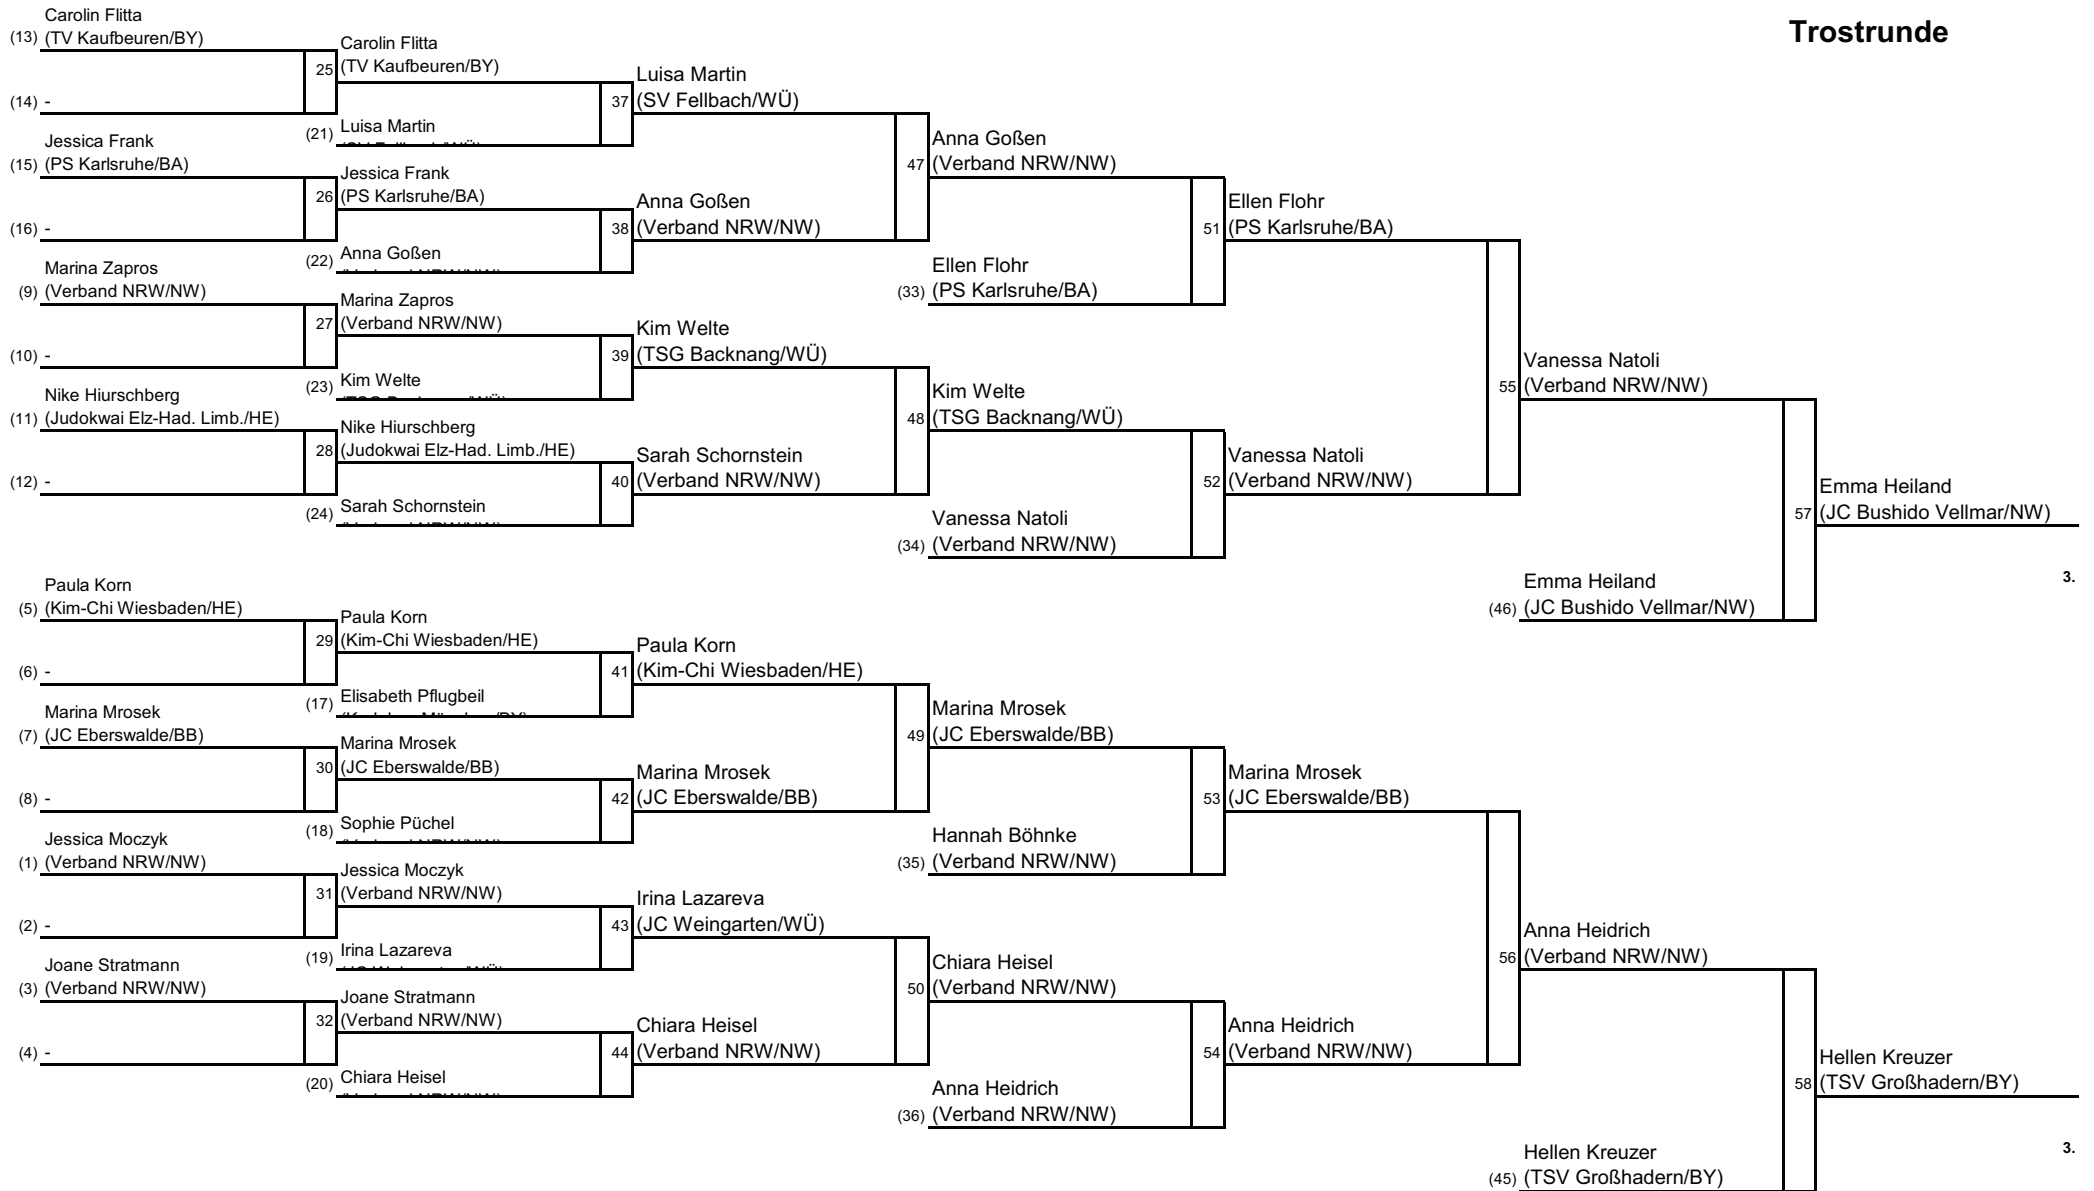 Trostrunde
Carolin Flitta
(13) (TV Kaufbeuren/BY)
(14) -
Jessica Frank
(15) (PS Karlsruhe/BA)
(16) -
Marina Zapros
(9) (Verband NRW/NW)
(10) -
Nike Hiurschberg
(11) (Judokwai Elz-Had. Limb./HE)
(12) -
Paula Korn
(5) (Kim-Chi Wiesbaden/HE)
(6) -
Marina Mrosek
(7) (JC Eberswalde/BB)
(8) -
Jessica Moczyk
(1) (Verband NRW/NW)
(2) -
Joane Stratmann
(3) (Verband NRW/NW)
(4) -
Carolin Flitta
25 (TV Kaufbeuren/BY)
(21) Luisa Martin
Jessica Frank
26 (PS Karlsruhe/BA)
(22) Anna Goßen
Marina Zapros
27 (Verband NRW/NW)
(23) Kim Welte
Nike Hiurschberg
28 (Judokwai Elz-Had. Limb./HE)
(24) Sarah Schornstein
Paula Korn
29 (Kim-Chi Wiesbaden/HE)
(17) Elisabeth Pflugbeil
Marina Mrosek
30 (JC Eberswalde/BB)
(18) Sophie Püchel
Jessica Moczyk
31 (Verband NRW/NW)
(19) Irina Lazareva
Joane Stratmann
32 (Verband NRW/NW)
(20) Chiara Heisel
Luisa Martin
37 (SV Fellbach/WÜ)
Anna Goßen
38 (Verband NRW/NW)
Kim Welte
39 (TSG Backnang/WÜ)
Sarah Schornstein
40 (Verband NRW/NW)
Paula Korn
41 (Kim-Chi Wiesbaden/HE)
Marina Mrosek
42 (JC Eberswalde/BB)
Irina Lazareva
43 (JC Weingarten/WÜ)
Chiara Heisel
44 (Verband NRW/NW)
Anna Goßen
47 (Verband NRW/NW)
Ellen Flohr
(33) (PS Karlsruhe/BA)
Kim Welte
48 (TSG Backnang/WÜ)
Vanessa Natoli
(34) (Verband NRW/NW)
Marina Mrosek
49 (JC Eberswalde/BB)
Hannah Böhnke
(35) (Verband NRW/NW)
Chiara Heisel
50 (Verband NRW/NW)
Anna Heidrich
(36) (Verband NRW/NW)
Ellen Flohr
51 (PS Karlsruhe/BA)
Vanessa Natoli
52 (Verband NRW/NW)
Marina Mrosek
53 (JC Eberswalde/BB)
Anna Heidrich
54 (Verband NRW/NW)
Vanessa Natoli
55 (Verband NRW/NW)
Emma Heiland
(46) (JC Bushido Vellmar/NW)
Anna Heidrich
56 (Verband NRW/NW)
Hellen Kreuzer
(45) (TSV Großhadern/BY)
Emma Heiland
57 (JC Bushido Vellmar/NW)
3.
Hellen Kreuzer
58 (TSV Großhadern/BY)
3.